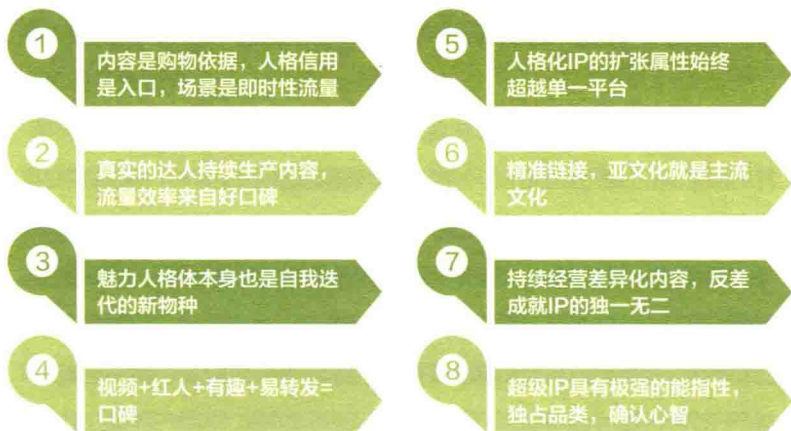 1
内容是购物依据，人格信用
是入口，场景是即时性流量
2
真实的达人持续生产内容，
流量效率来自好口碑
3
魅力人格体本身也是自我迭
代的新物种
4
视频+红人+有趣+易转发=
口碑
5
人格化IP的扩张属性始终
超越单一平台
6
精准链接，亚文化就是主流
文化
7
持续经营差异化内容，反差
成就IP的独一无二
8
超级IP具有极强的能指性，
独占品类，确认心智